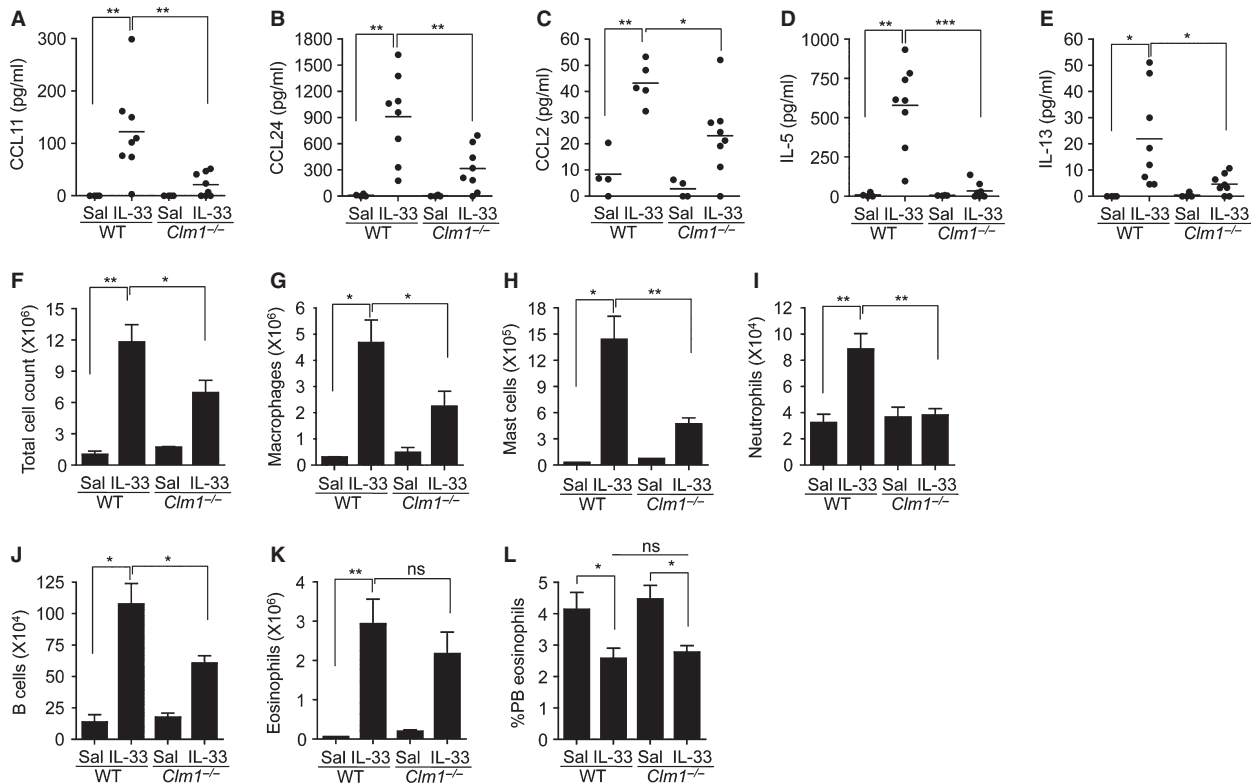 A
CCL11 (pg/ml)
** **
300
200
100
0
Sal IL-33 Sal IL-33
WT Clm1⁻/⁻
B
CCL24 (pg/ml)
** **
1800
1500
1200
900
600
300
0
Sal IL-33 Sal IL-33
WT Clm1⁻/⁻
C
CCL2 (pg/ml)
** *
60
50
40
30
20
10
0
Sal IL-33 Sal IL-33
WT Clm1⁻/⁻
D
IL-5 (pg/ml)
** ***
1000
750
500
250
0
Sal IL-33 Sal IL-33
WT Clm1⁻/⁻
E
IL-13 (pg/ml)
* *
60
50
40
30
20
10
0
Sal IL-33 Sal IL-33
WT Clm1⁻/⁻
F
Total cell count (X10⁶)
** *
15
12
9
6
3
0
Sal IL-33 Sal IL-33
WT Clm1⁻/⁻
G
Macrophages (X10⁶)
* *
6
5
4
3
2
1
0
Sal IL-33 Sal IL-33
WT Clm1⁻/⁻
H
Mast cells (X10⁵)
* **
18
15
12
9
6
3
0
Sal IL-33 Sal IL-33
WT Clm1⁻/⁻
I
Neutrophils (X10⁴)
** **
12
10
8
6
4
2
0
Sal IL-33 Sal IL-33
WT Clm1⁻/⁻
J
B cells (X10⁴)
* *
125
100
75
50
25
0
Sal IL-33 Sal IL-33
WT Clm1⁻/⁻
K
Eosinophils (X10⁶)
** ns
4
3
2
1
0
Sal IL-33 Sal IL-33
WT Clm1⁻/⁻
L
%PB eosinophils
ns
* *
5
4
3
2
1
0
Sal IL-33 Sal IL-33
WT Clm1⁻/⁻